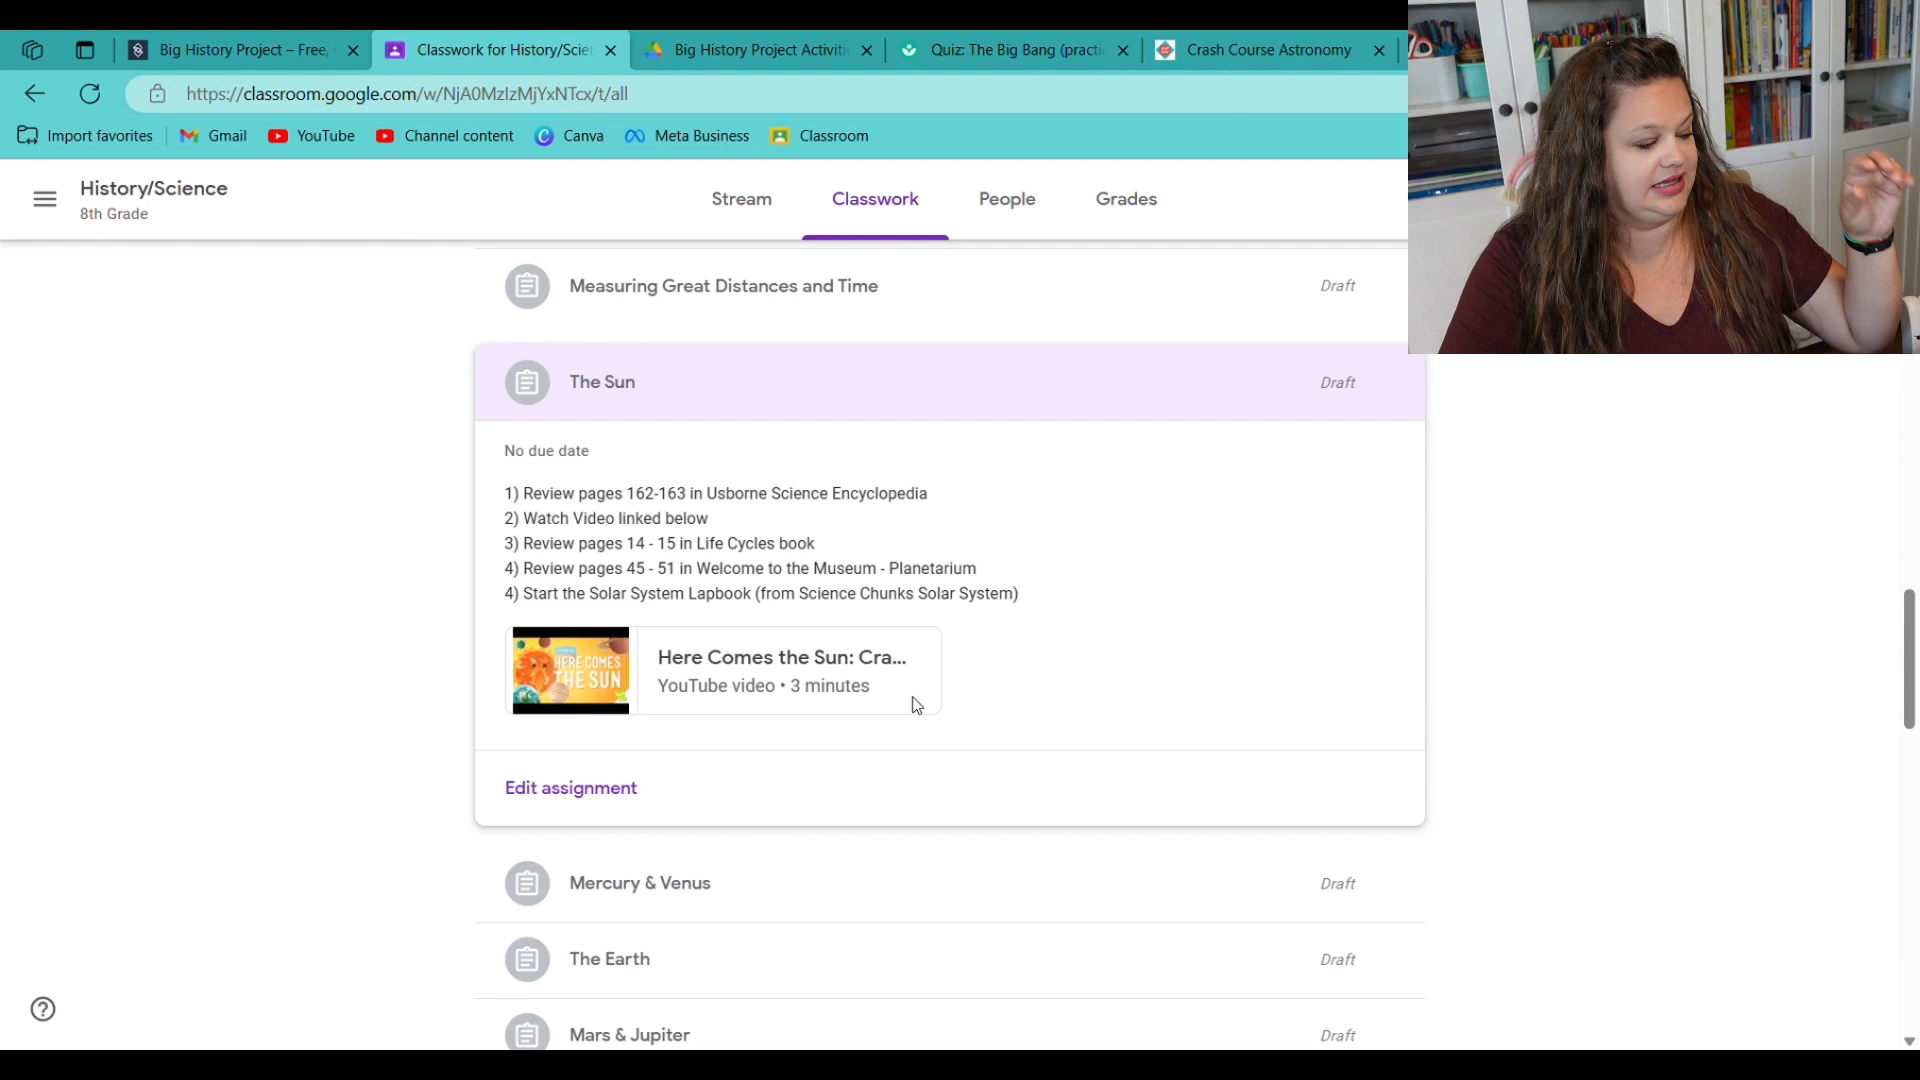 Big History Project – Free,
Classwork for History/Scien
Big History Project Activiti
Quiz: The Big Bang (practi
Crash Course Astronomy
https://classroom.google.com/w/NjA0MzIzMjYxNTcx/t/all
Import favorites
Gmail
YouTube
Channel content
Canva
Meta Business
Classroom
History/Science
8th Grade
Stream
Classwork
People
Grades
Measuring Great Distances and Time
Draft
The Sun
Draft
No due date
1) Review pages 162-163 in Usborne Science Encyclopedia
2) Watch Video linked below
3) Review pages 14 - 15 in Life Cycles book
4) Review pages 45 - 51 in Welcome to the Museum - Planetarium
4) Start the Solar System Lapbook (from Science Chunks Solar System)
HERE COMES
THE SUN
Here Comes the Sun: Cra...
YouTube video • 3 minutes
Edit assignment
Mercury & Venus
Draft
The Earth
Draft
Mars & Jupiter
Draft